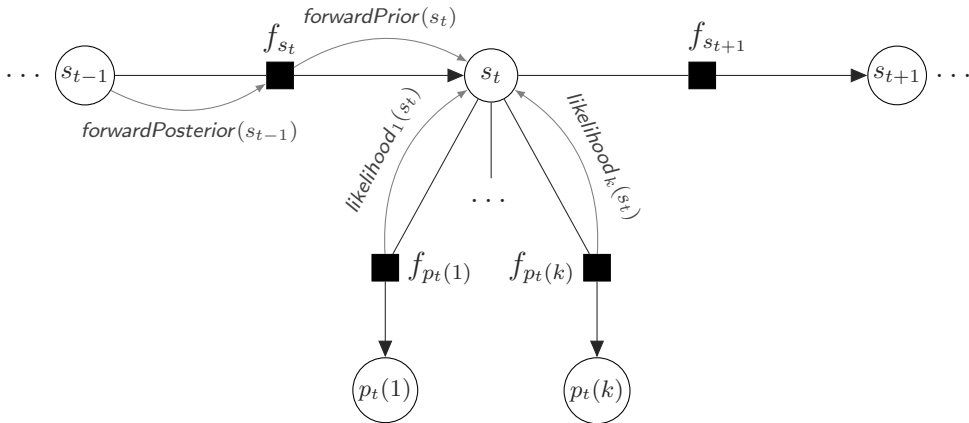 forwardPrior(s_t)
f_{s_t}
f_{s_{t+1}}
... s_{t-1} s_t s_{t+1} ...
forwardPosterior(s_{t-1})
likelihood_1(s_t)
likelihood_k(s_t)
...
f_{p_t(1)} f_{p_t(k)}
p_t(1) p_t(k)